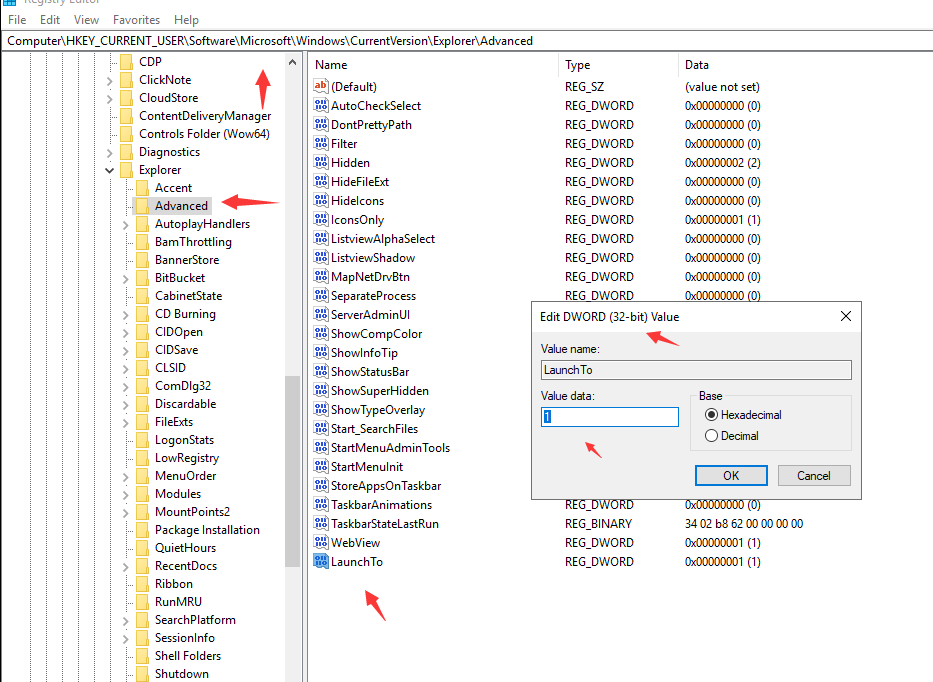 Registry Editor
File Edit View Favorites Help
Computer\HKEY_CURRENT_USER\Software\Microsoft\Windows\CurrentVersion\Explorer\Advanced
CDP
ClickNote
CloudStore
ContentDeliveryManager
Controls Folder (Wow64)
Diagnostics
Explorer
Accent
Advanced
AutoplayHandlers
BamThrottling
BannerStore
BitBucket
CabinetState
CD Burning
CIDOpen
CIDSave
CLSID
ComDlg32
Discardable
FileExts
LogonStats
LowRegistry
MenuOrder
Modules
MountPoints2
Package Installation
QuietHours
RecentDocs
Ribbon
RunMRU
SearchPlatform
SessionInfo
Shell Folders
Shutdown
Name Type Data
(Default) REG_SZ (value not set)
AutoCheckSelect REG_DWORD 0x00000000 (0)
DontPrettyPath REG_DWORD 0x00000000 (0)
Filter REG_DWORD 0x00000000 (0)
Hidden REG_DWORD 0x00000002 (2)
HideFileExt REG_DWORD 0x00000000 (0)
HideIcons REG_DWORD 0x00000000 (0)
IconsOnly REG_DWORD 0x00000001 (1)
ListviewAlphaSelect REG_DWORD 0x00000000 (0)
ListviewShadow REG_DWORD 0x00000000 (0)
MapNetDrvBtn REG_DWORD 0x00000000 (0)
SeparateProcess REG_DWORD 0x00000000 (0)
ServerAdminUI
ShowCompColor
ShowInfoTip
ShowStatusBar
ShowSuperHidden
ShowTypeOverlay
Start_SearchFiles
StartMenuAdminTools
StartMenuInit
StoreAppsOnTaskbar
TaskbarAnimations REG_DWORD 0x00000000 (0)
TaskbarStateLastRun REG_BINARY 34 02 b8 62 00 00 00 00
WebView REG_DWORD 0x00000001 (1)
LaunchTo REG_DWORD 0x00000001 (1)
Edit DWORD (32-bit) Value
Value name:
LaunchTo
Value data:
1
Base
Hexadecimal
Decimal
OK Cancel